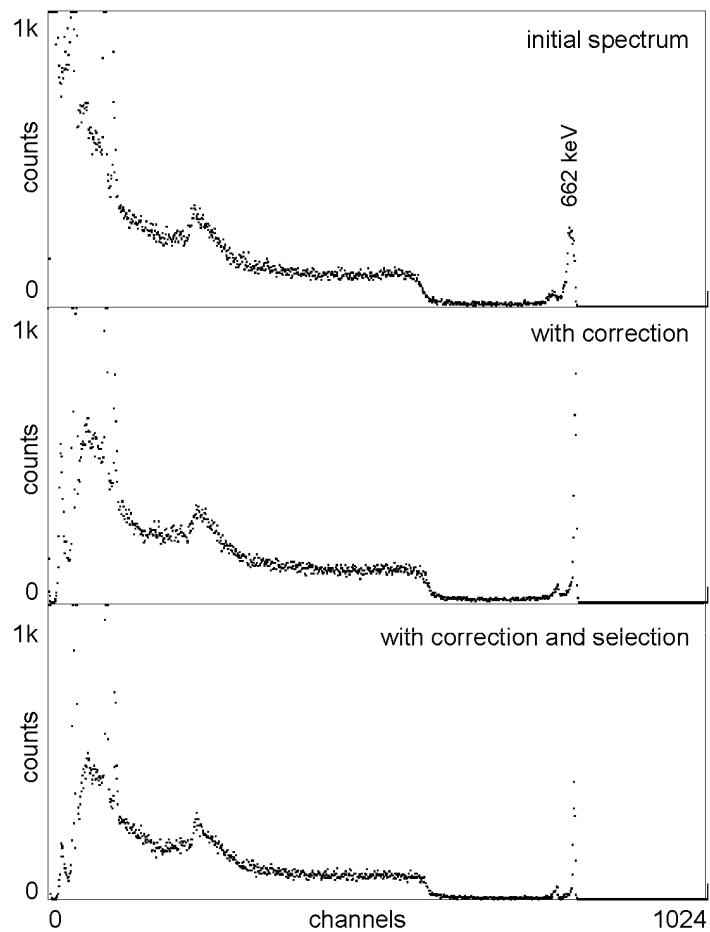 1k
initial spectrum
counts
662 keV
0
1k
with correction
counts
0
1k
with correction and selection
counts
0
0 channels 1024